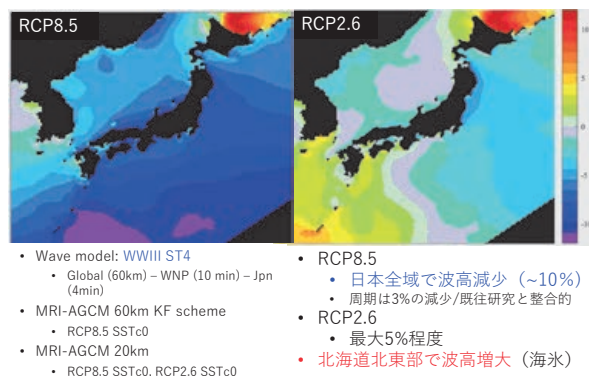 RCP8.5
RCP2.6
10
5
0
-5
-10
• Wave model: WWIII ST4
• Global (60km) – WNP (10 min) – Jpn
(4min)
• MRI-AGCM 60km KF scheme
• RCP8.5 SSTc0
• MRI-AGCM 20km
• RCP8.5 SSTc0, RCP2.6 SSTc0
• RCP8.5
• 日本全域で波高減少（~10%）
• 周期は3%の減少/既往研究と整合的
• RCP2.6
• 最大5%程度
• 北海道北東部で波高増大（海氷）